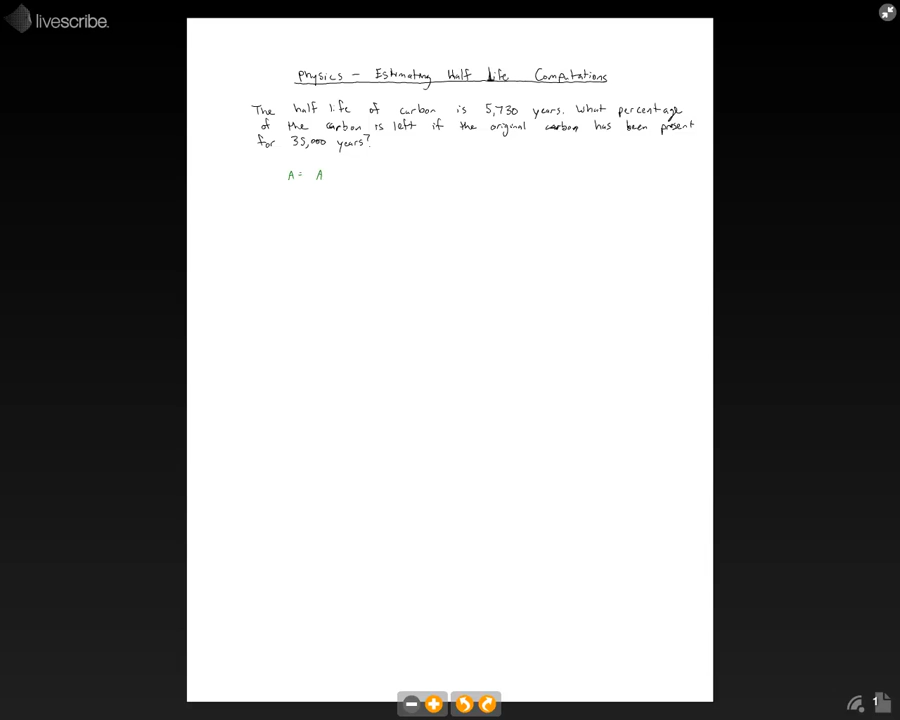 livescribe.
Physics - Estimating Half Life Computations
The half life of carbon is 5,730 years. What percentage
of the carbon is left if the original carbon has been present
for 35,000 years?
A = A
1